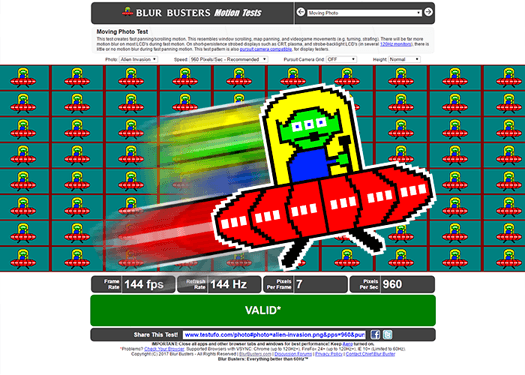 BLUR BUSTERS Motion Tests
Moving Photo
Moving Photo Test
This test creates fast panning/scrolling motion. This resembles window scrolling, map panning, and videogame movements (e.g. turning, strafing). There will be far more
motion blur on most LCD's during fast motion. On short-persistence strobed displays such as CRT, plasma, and strobe-backlight LCD's (in several 120Hz monitors), there is
little or no motion blur during fast panning motion. This test pattern is also pursuit camera compatible, for display testers.
Photo: Alien Invasion Speed: 960 Pixels/Sec - Recommended Pursuit Camera Grid: OFF Height: Normal
Frame Rate 144 fps Refresh Rate 144 Hz Pixels Per Frame 7 Pixels Per Sec 960
VALID*
Share This Test! www.testufo.com/photo#photo=alien-invasion.png&pps=960&pur
IMPORTANT: Close all apps and other browser tabs and windows for best performance! Keep Aero turned on.
*Problems? Check Your Browser. Supported Browsers with VSYNC: Chrome (up to 120Hz+), FireFox 24+ (up to 120Hz+), IE 10+ (Limited to 60Hz)
Copyright (C) 2017 Blur Busters - All Rights Reserved | BlurBusters.com | Discussion Forums | Privacy Policy | Contact Chief Blur Buster
Blur Busters: Everything better than 60Hz™